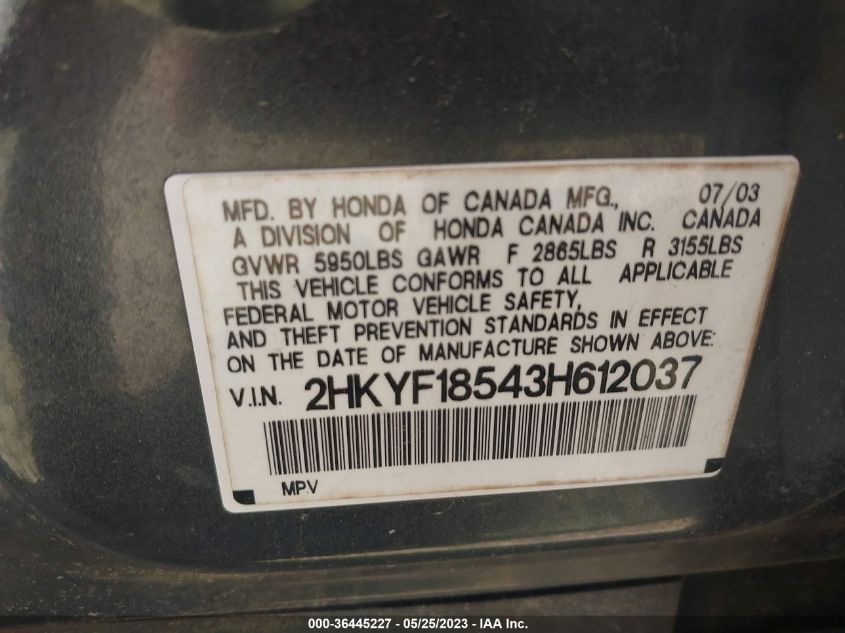 MFD. BY HONDA OF CANADA MFG., 07/03
A DIVISION OF HONDA CANADA INC. CANADA
GVWR 5950LBS GAWR F 2865LBS R 3155LBS
THIS VEHICLE CONFORMS TO ALL APPLICABLE
FEDERAL MOTOR VEHICLE SAFETY,
AND THEFT PREVENTION STANDARDS IN EFFECT
ON THE DATE OF MANUFACTURE SHOWN ABOVE:
V.I.N. 2HKYF18543H612037
MPV
000-36445227 - 05/25/2023 - IAA Inc.